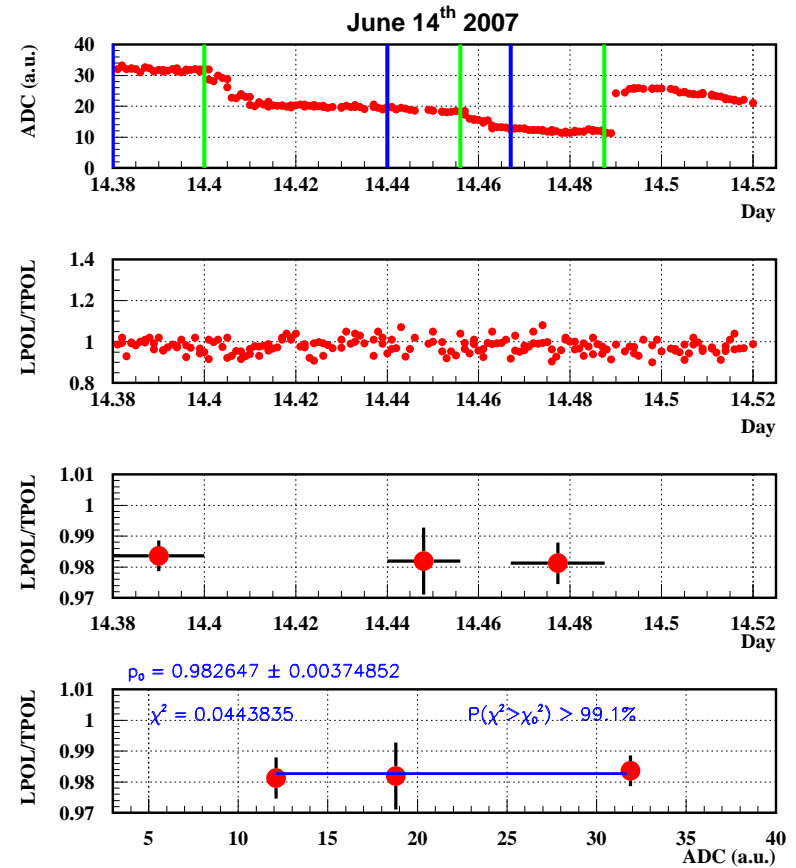 June 14th 2007
ADC (a.u.)
40
30
20
10
0
14.38 14.4 14.42 14.44 14.46 14.48 14.5 14.52
Day
LPOL/TPOL
1.4
1.2
1
0.8
14.38 14.4 14.42 14.44 14.46 14.48 14.5 14.52
Day
LPOL/TPOL
1.01
1
0.99
0.98
0.97
14.38 14.4 14.42 14.44 14.46 14.48 14.5 14.52
Day
p₀ = 0.982647 ± 0.00374852
LPOL/TPOL
1.01
χ² = 0.0443835 P(χ²>χ₀²) > 99.1%
1
0.99
0.98
0.97
5 10 15 20 25 30 35 40
ADC (a.u.)